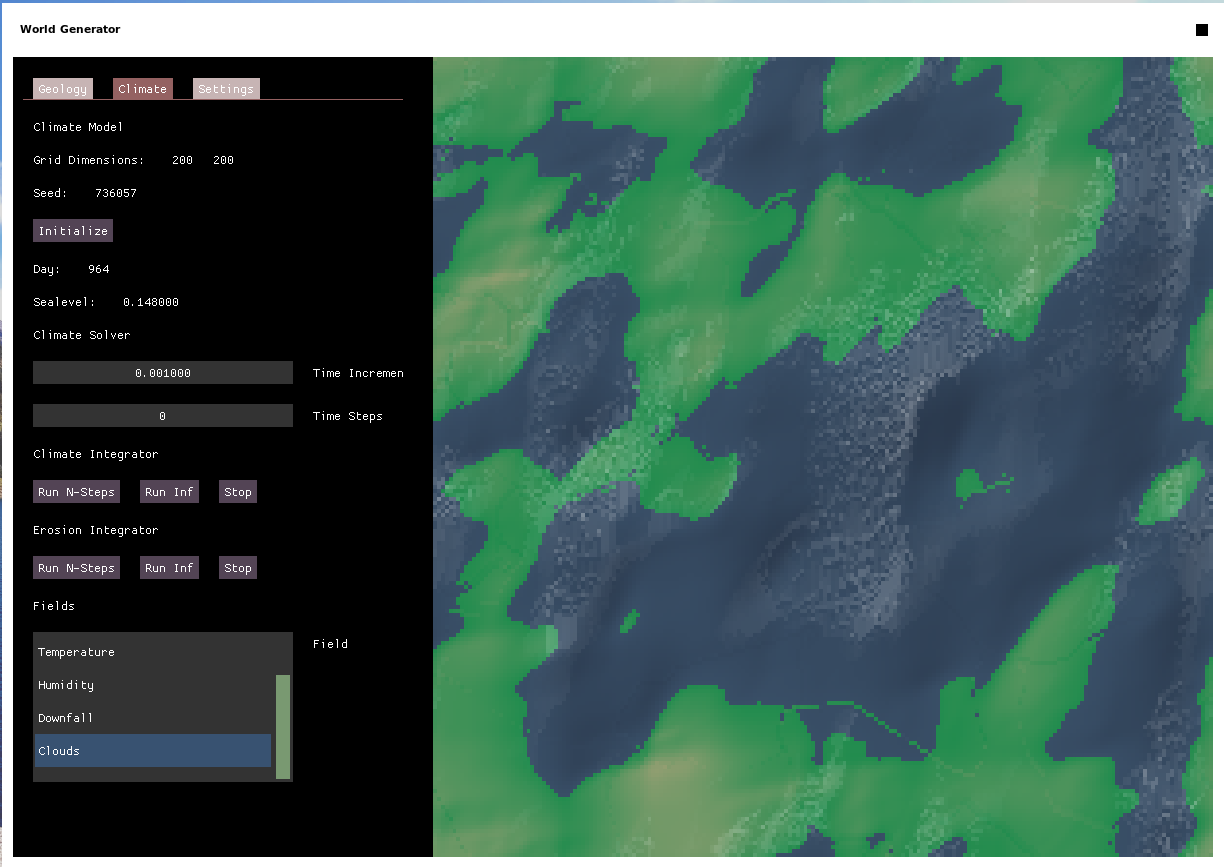 World Generator
Geology Climate Settings
Climate Model
Grid Dimensions: 200 200
Seed: 736057
Initialize
Day: 964
Sealevel: 0.148000
Climate Solver
0.001000 Time Incremen
0 Time Steps
Climate Integrator
Run N-Steps Run Inf Stop
Erosion Integrator
Run N-Steps Run Inf Stop
Fields
Field
Temperature
Humidity
Downfall
Clouds